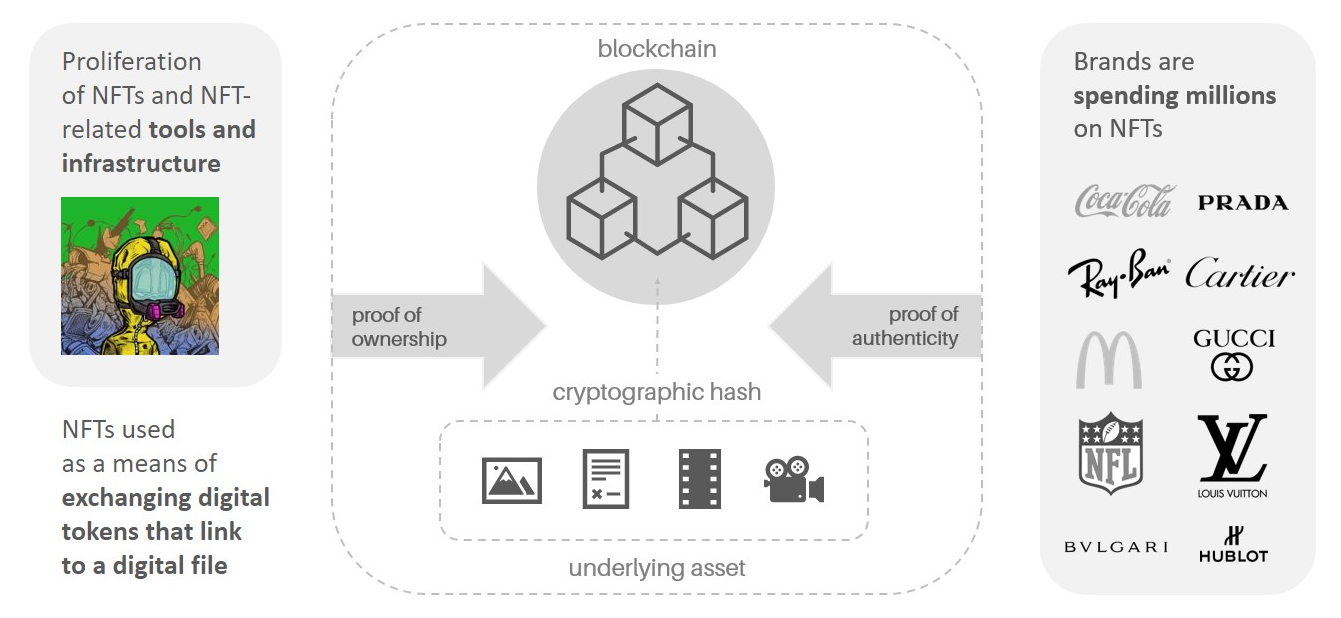 Proliferation
of NFTs and NFT-
related tools and
infrastructure
NFTs used
as a means of
exchanging digital
tokens that link
to a digital file
blockchain
proof of
ownership
proof of
authenticity
cryptographic hash
underlying asset
Brands are
spending millions
on NFTs
Coca-Cola
PRADA
Ray-Ban
Cartier
GUCCI
NFL
LV
LOUIS VUITTON
BVLGARI
HUBLOT